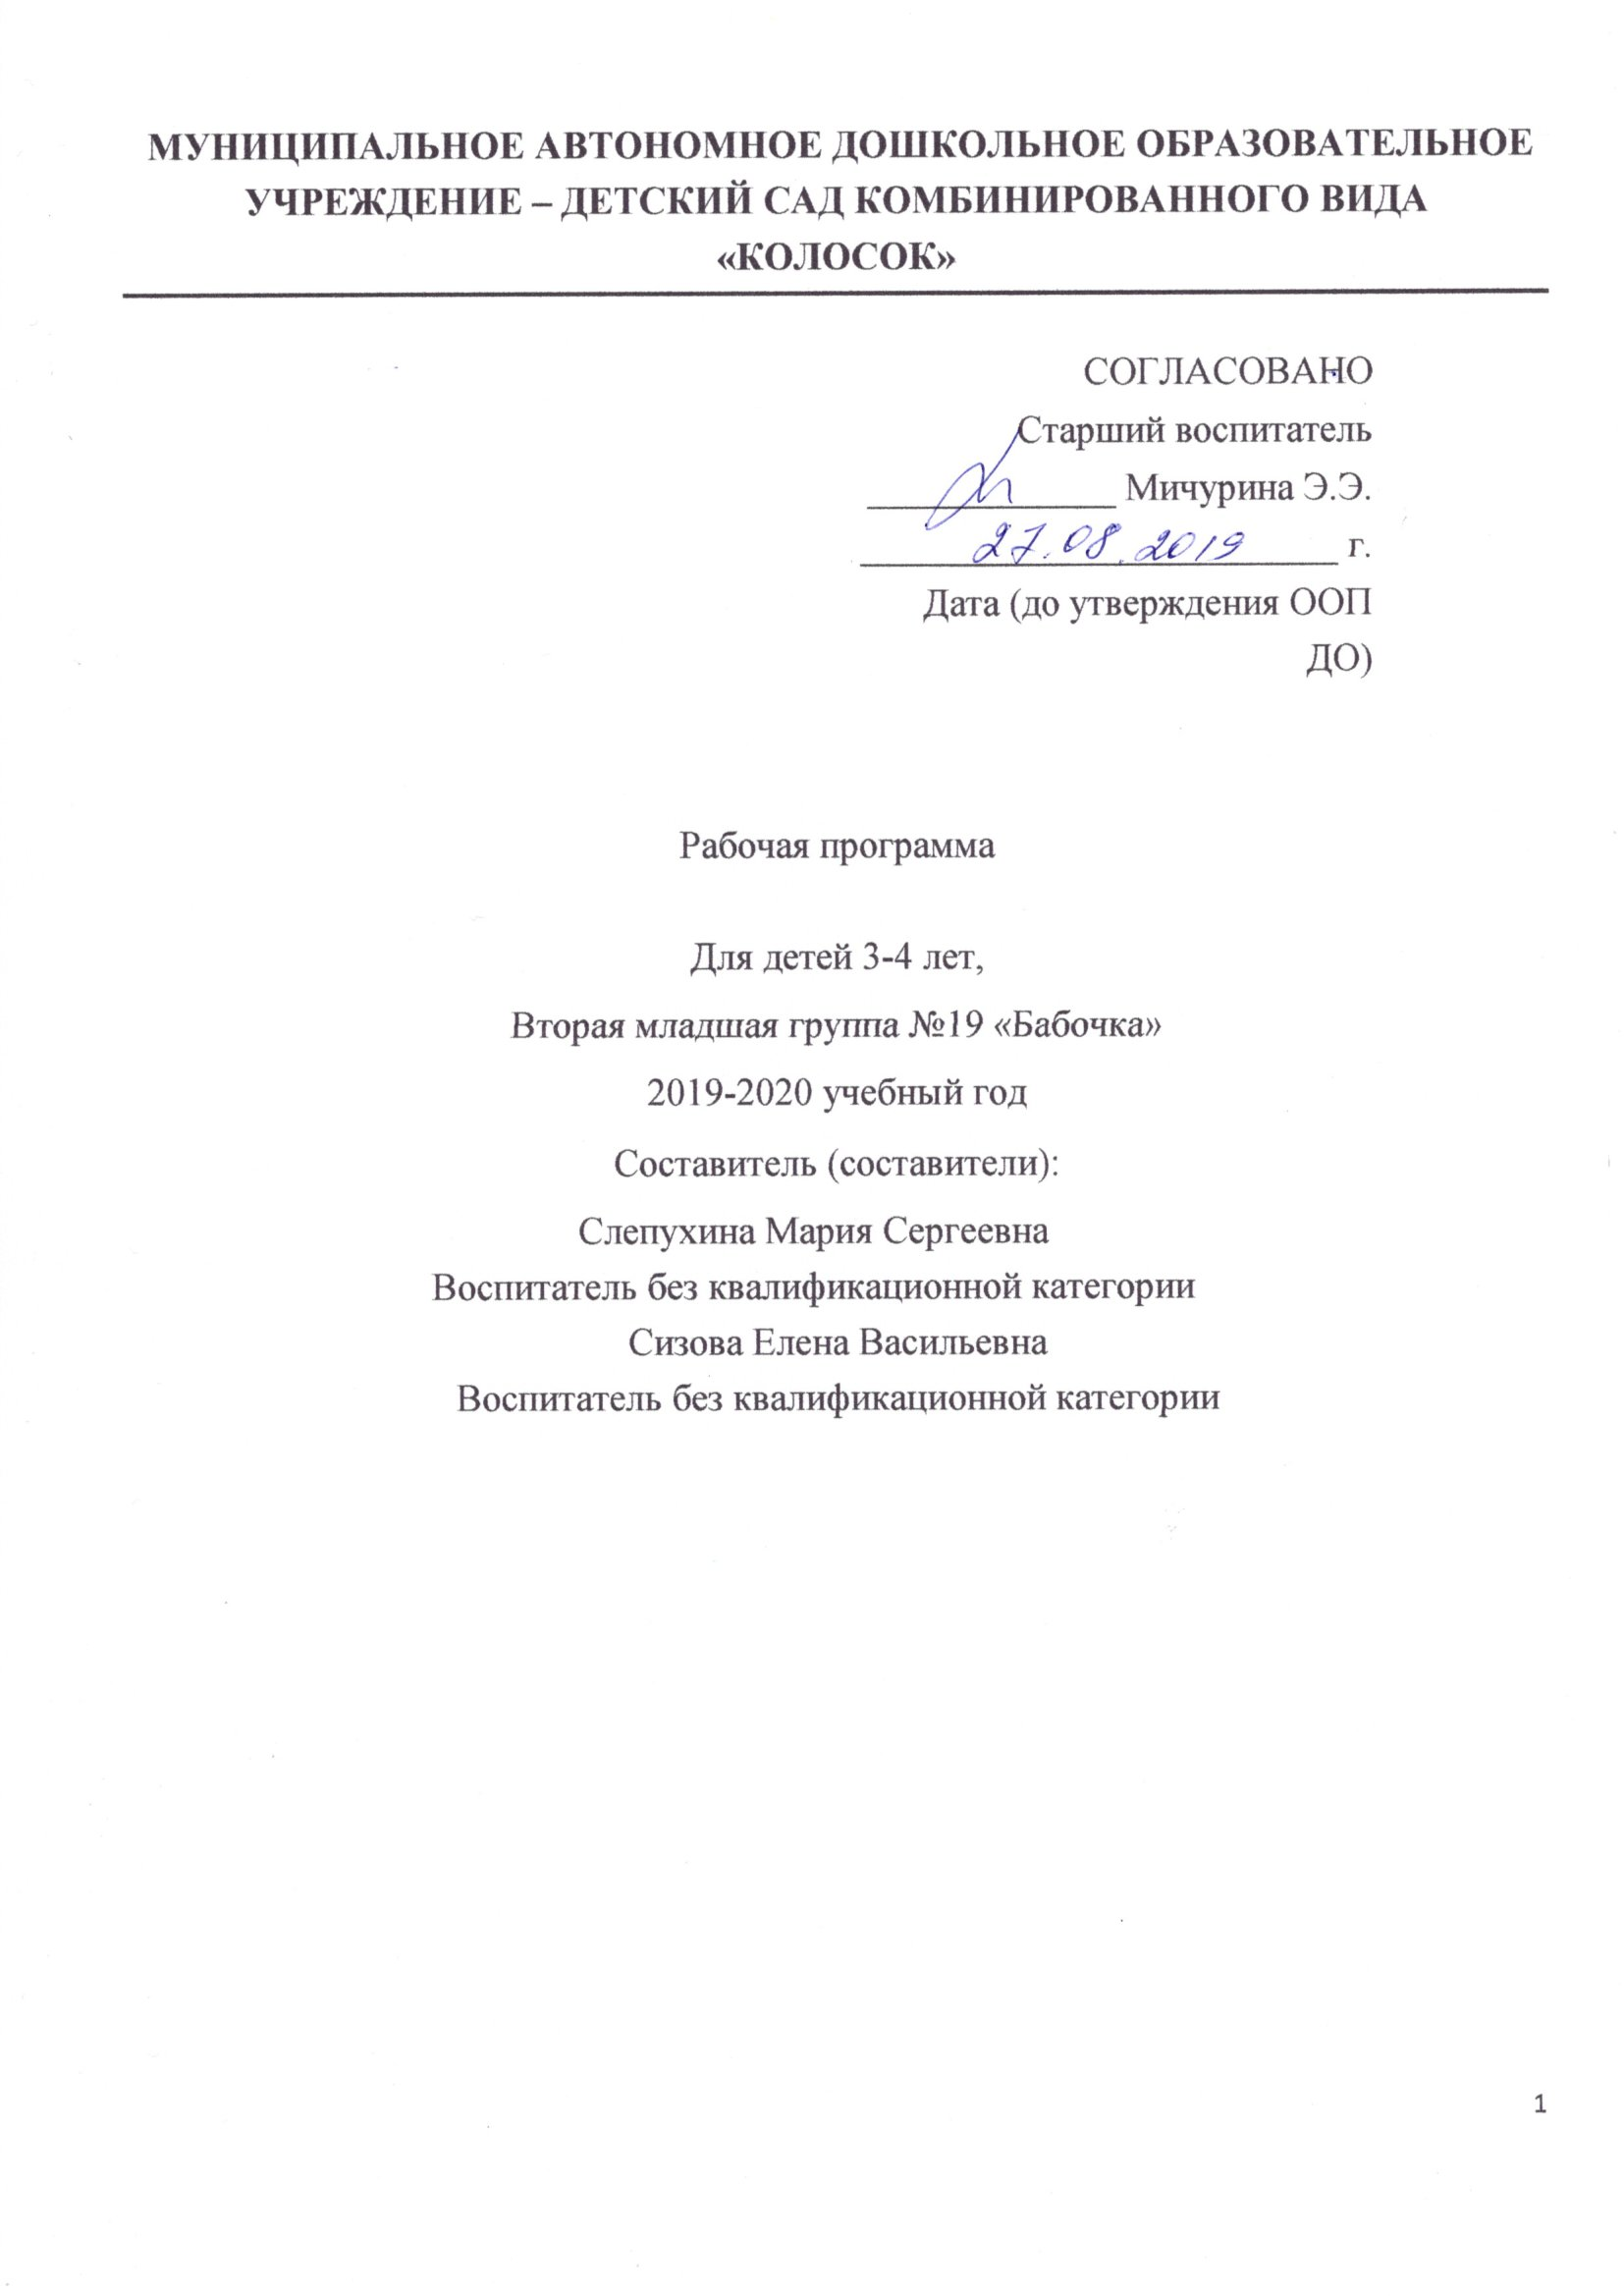 МУНИЦИПАЛЬНОЕ АВТОНОМНОЕ ДОШКОЛЬНОЕ ОБРАЗОВАТЕЛЬНОЕ
УЧРЕЖДЕНИЕ – ДЕТСКИЙ САД КОМБИНИРОВАННОГО ВИДА
«КОЛОСОК»
СОГЛАСОВАНО
Старший воспитатель
Мичурина Э.Э.
27.08.2019 г.
Дата (до утверждения ООП
ДО)
Рабочая программа
Для детей 3-4 лет,
Вторая младшая группа №19 «Бабочка»
2019-2020 учебный год
Составитель (составители):
Слепухина Мария Сергеевна
Воспитатель без квалификационной категории
Сизова Елена Васильевна
Воспитатель без квалификационной категории
1